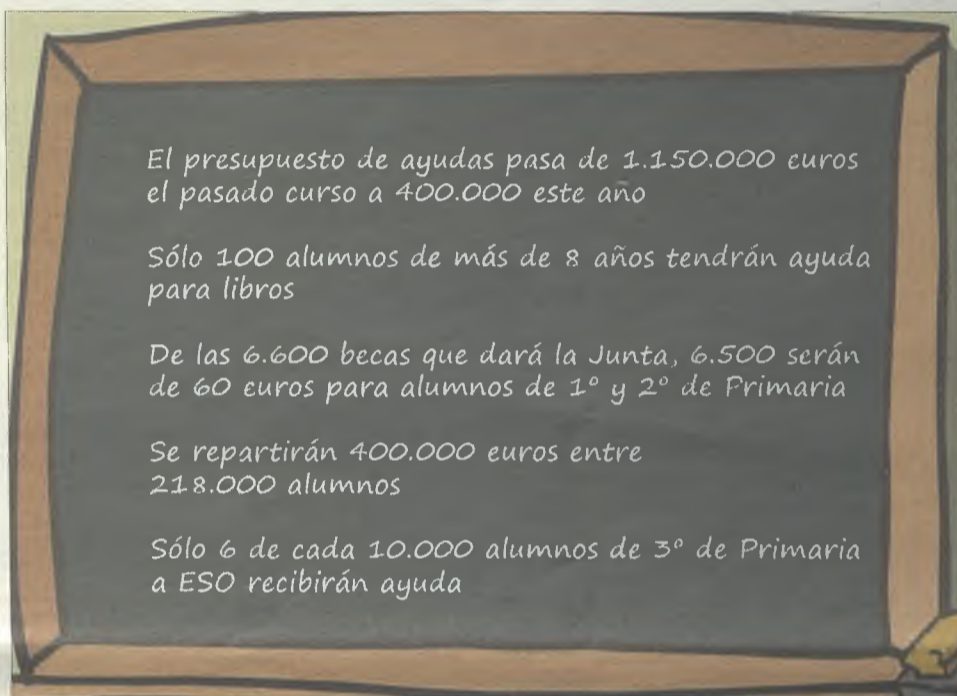 El presupuesto de ayudas pasa de 1.150.000 euros
el pasado curso a 400.000 este año
Sólo 100 alumnos de más de 8 años tendrán ayuda
para libros
De las 6.600 becas que dará la Junta, 6.500 serán
de 60 euros para alumnos de 1º y 2º de Primaria
Se repartirán 400.000 euros entre
218.000 alumnos
Sólo 6 de cada 10.000 alumnos de 3º de Primaria
a ESO recibirán ayuda